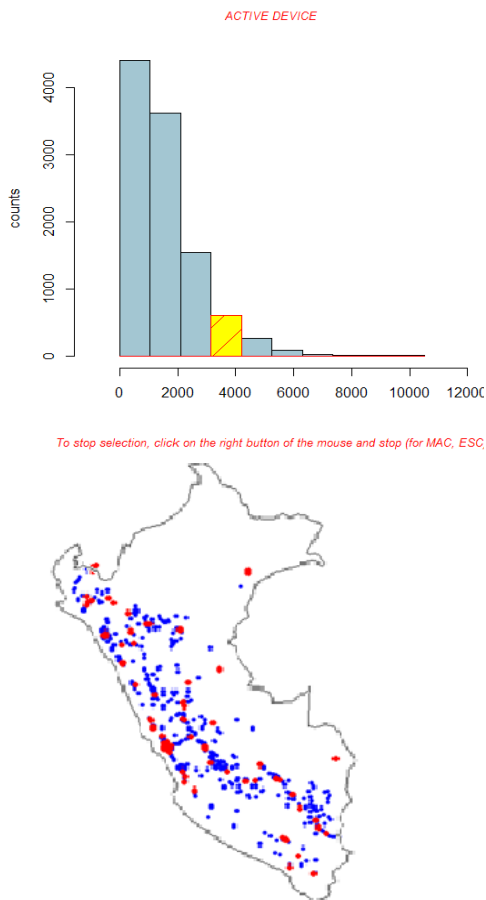 ACTIVE DEVICE
4000
3000
2000
1000
0
counts
0 2000 4000 6000 8000 10000 12000
To stop selection, click on the right button of the mouse and stop (for MAC, ESC)